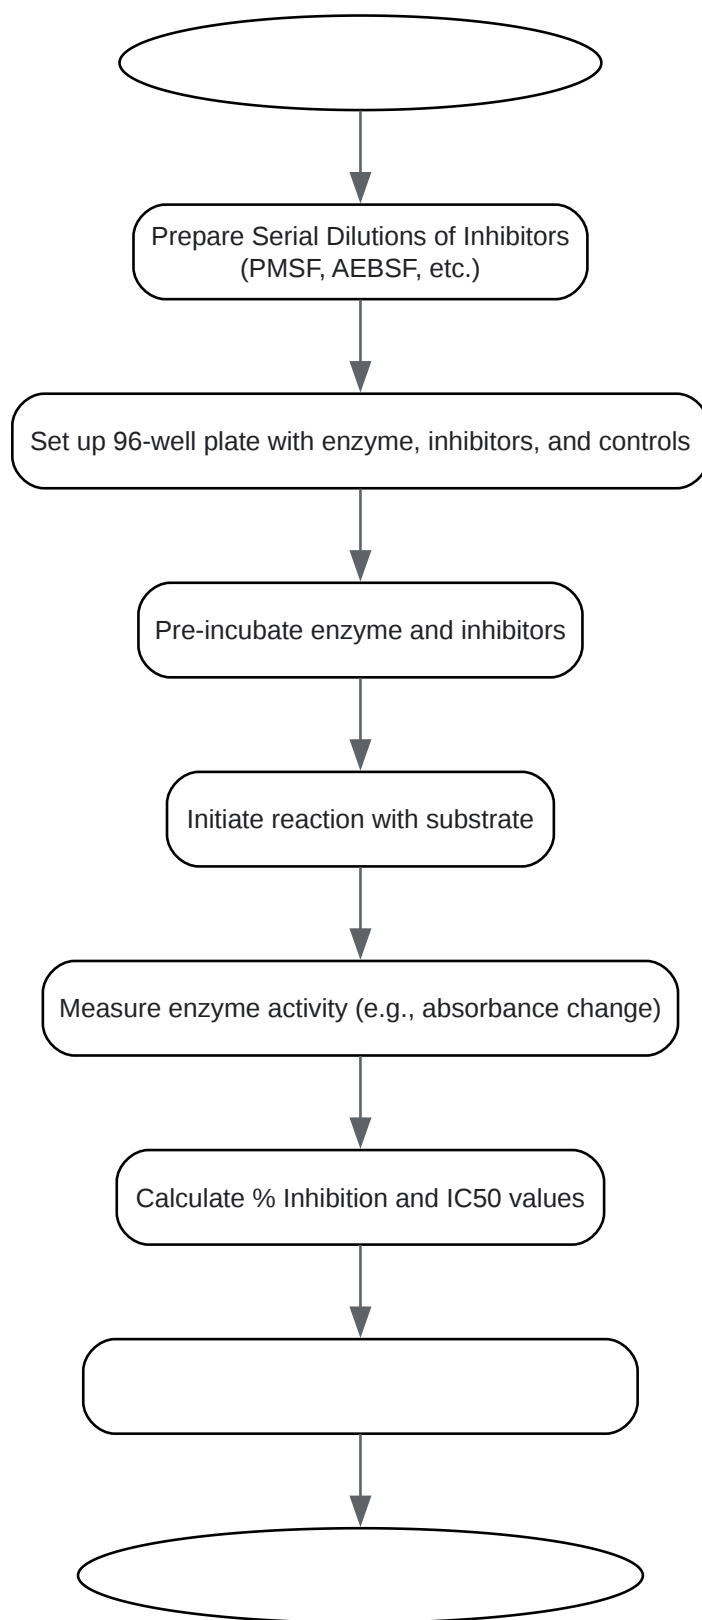 Prepare Serial Dilutions of Inhibitors
(PMSF, AEBSF, etc.)
Set up 96-well plate with enzyme, inhibitors, and controls
Pre-incubate enzyme and inhibitors
Initiate reaction with substrate
Measure enzyme activity (e.g., absorbance change)
Calculate % Inhibition and IC50 values